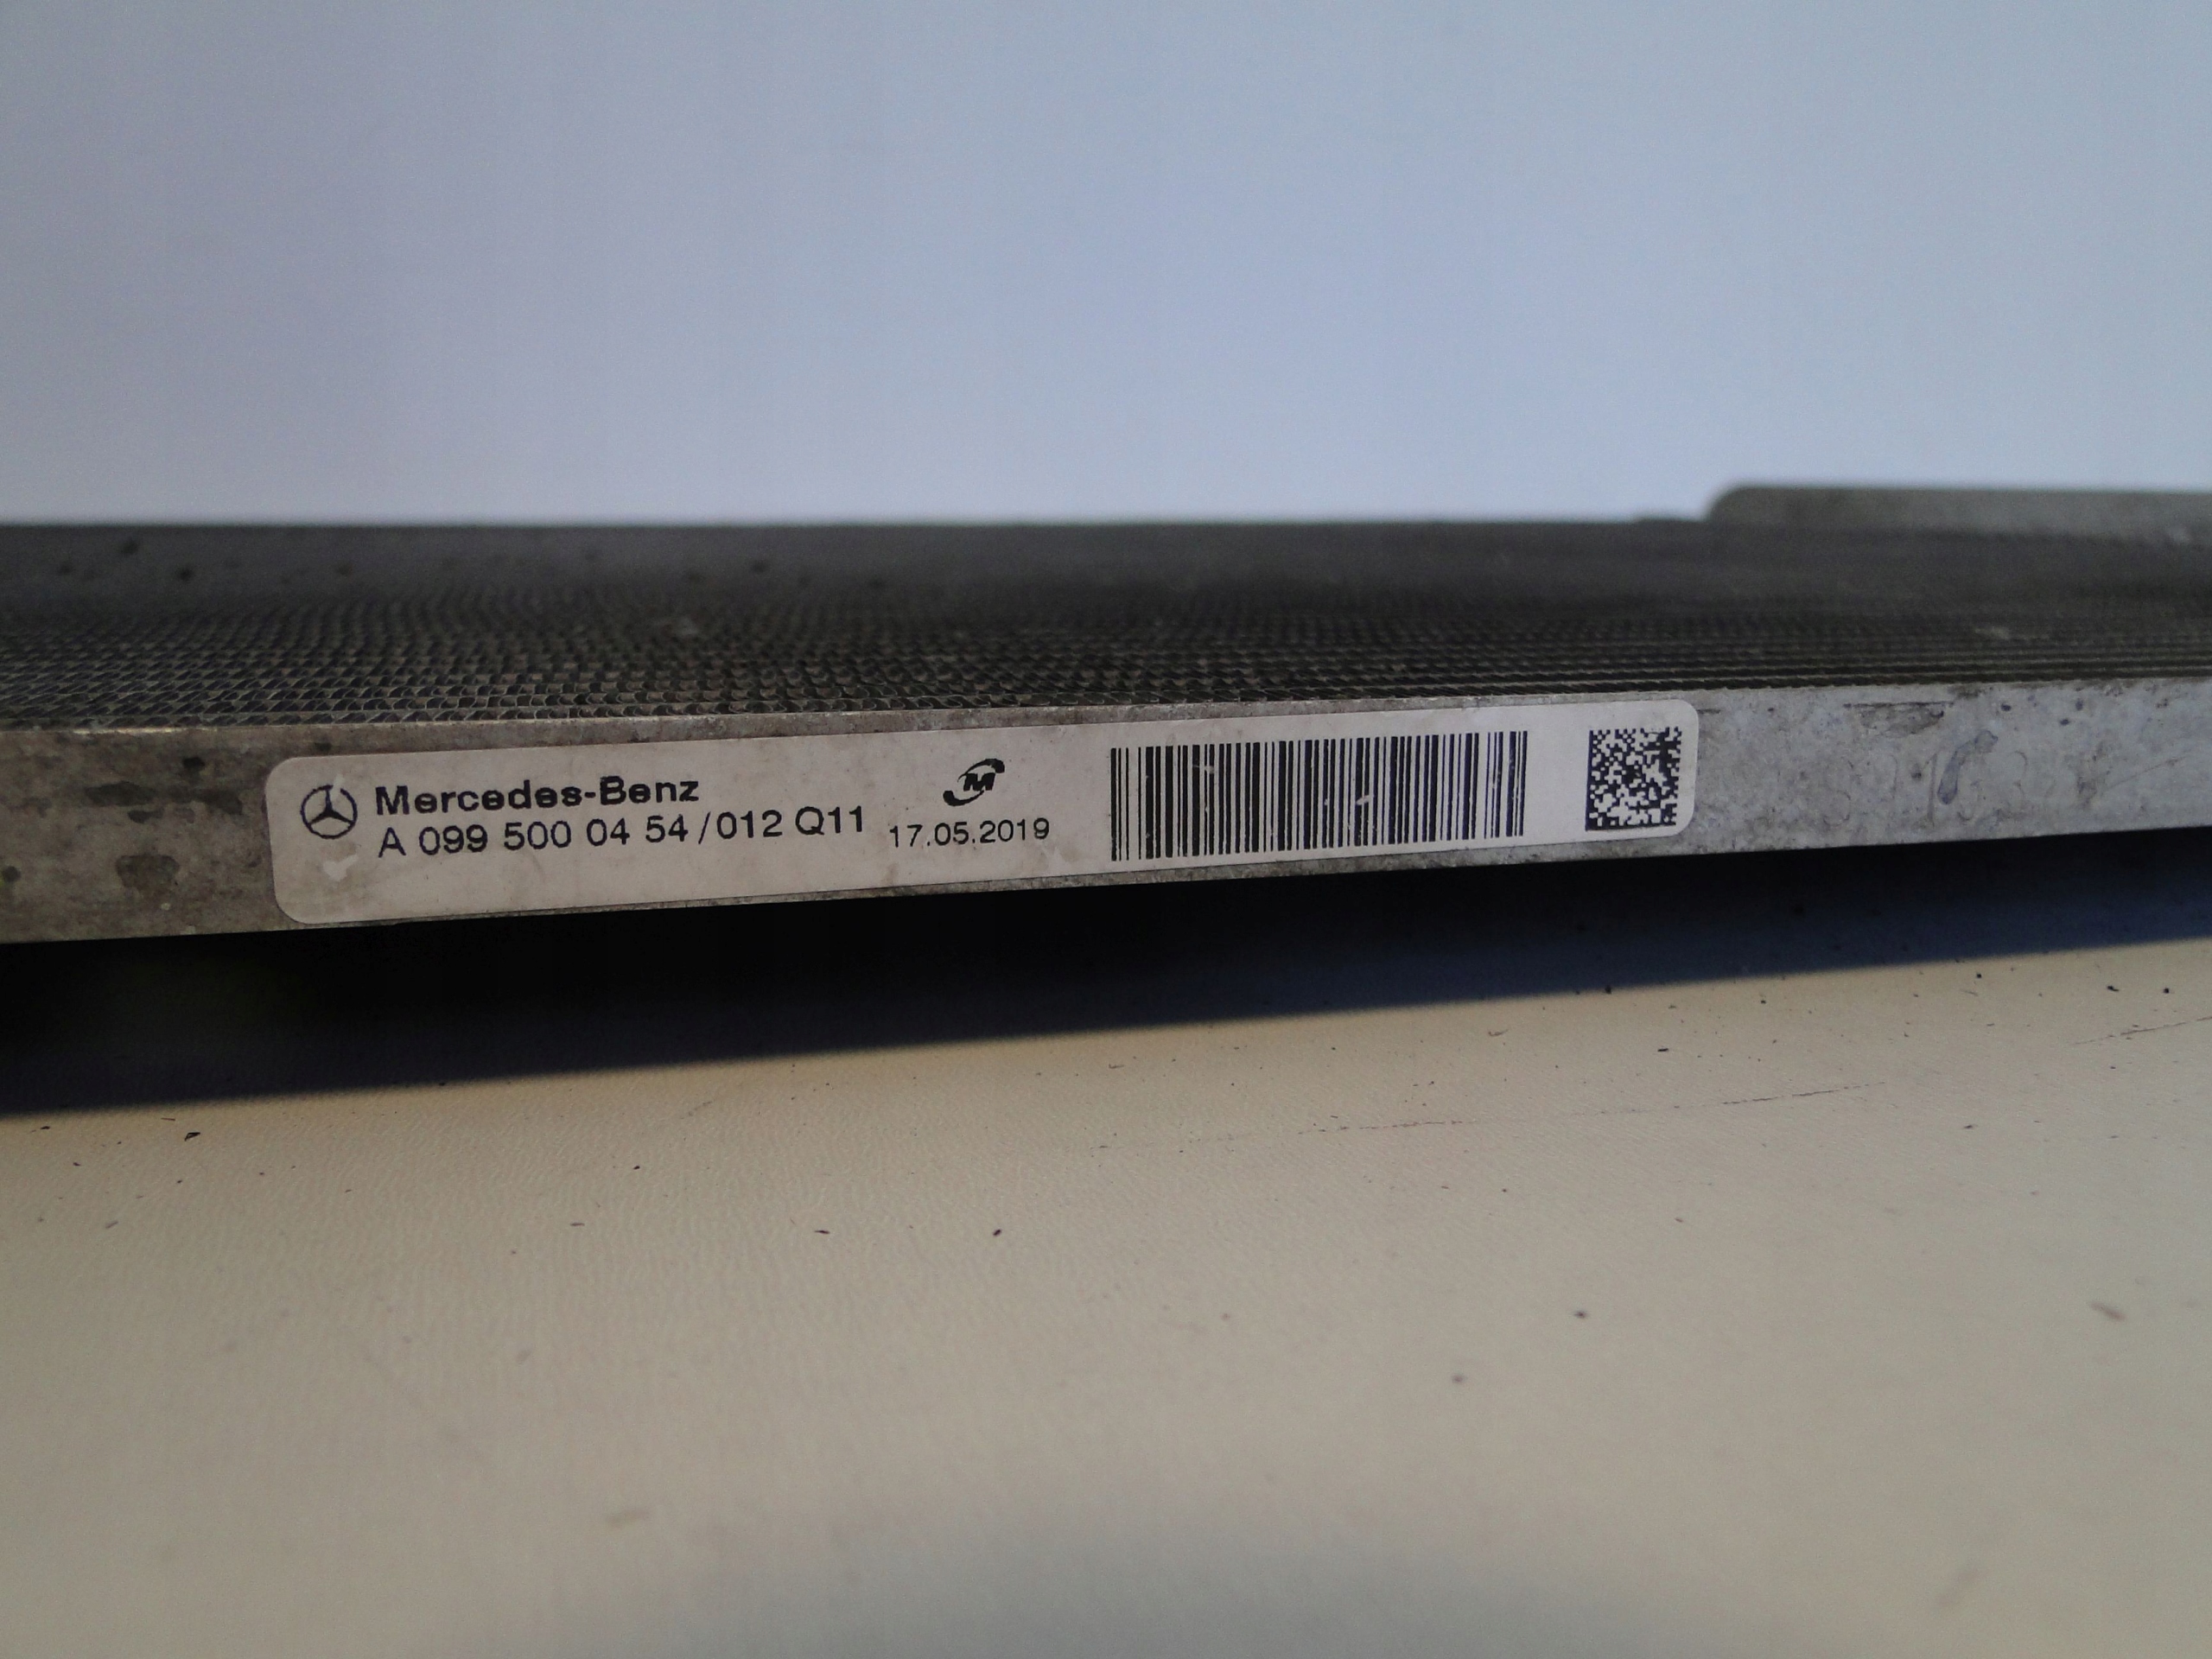 Mercedes-Benz
A 099 500 04 54/012 Q11
M
17.05.2019